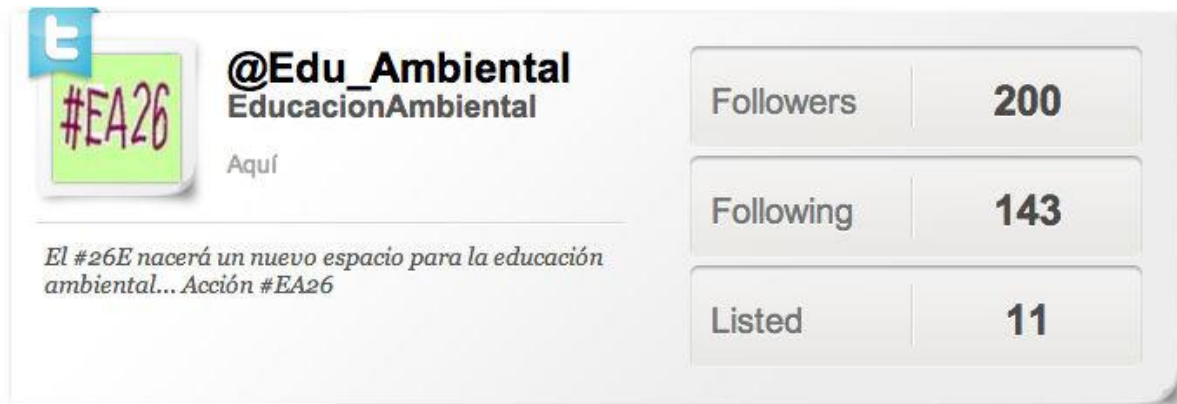 #EA26
@Edu_Ambiental
EducacionAmbiental
Aquí
El #26E nacerá un nuevo espacio para la educación
ambiental... Acción #EA26
Followers 200
Following 143
Listed 11